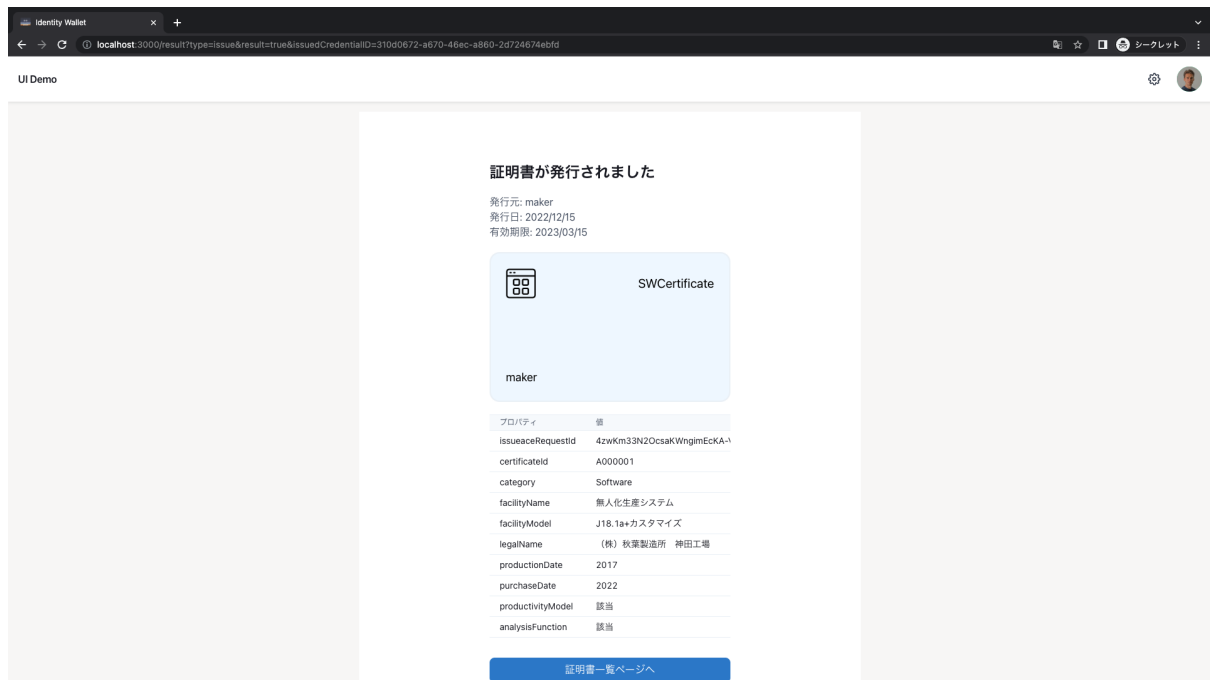 Identity Wallet
localhost:3000/result?type=issue&result=true&issuedCredentialID=310d0672-a670-46ec-a860-2d724674ebfd
シークレット
UI Demo
証明書が発行されました
発行元: maker
発行日: 2022/12/15
有効期限: 2023/03/15
SWCertificate
maker
プロパティ 値
issueaceRequestId 4zwKm33N2OcsaKWngimEcKA-
certificateId A000001
category Software
facilityName 無人化生産システム
facilityModel J18.1a+カスタマイズ
legalName （株）秋葉製造所　神田工場
productionDate 2017
purchaseDate 2022
productivityModel 該当
analysisFunction 該当
証明書一覧ページへ